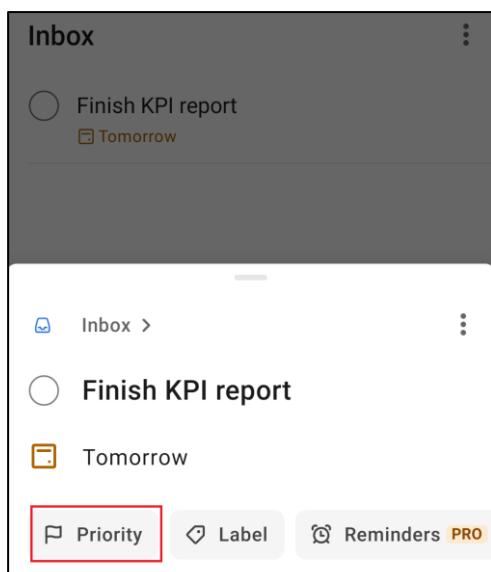 Inbox
Finish KPI report
Tomorrow
Inbox >
Finish KPI report
Tomorrow
Priority Label Reminders PRO